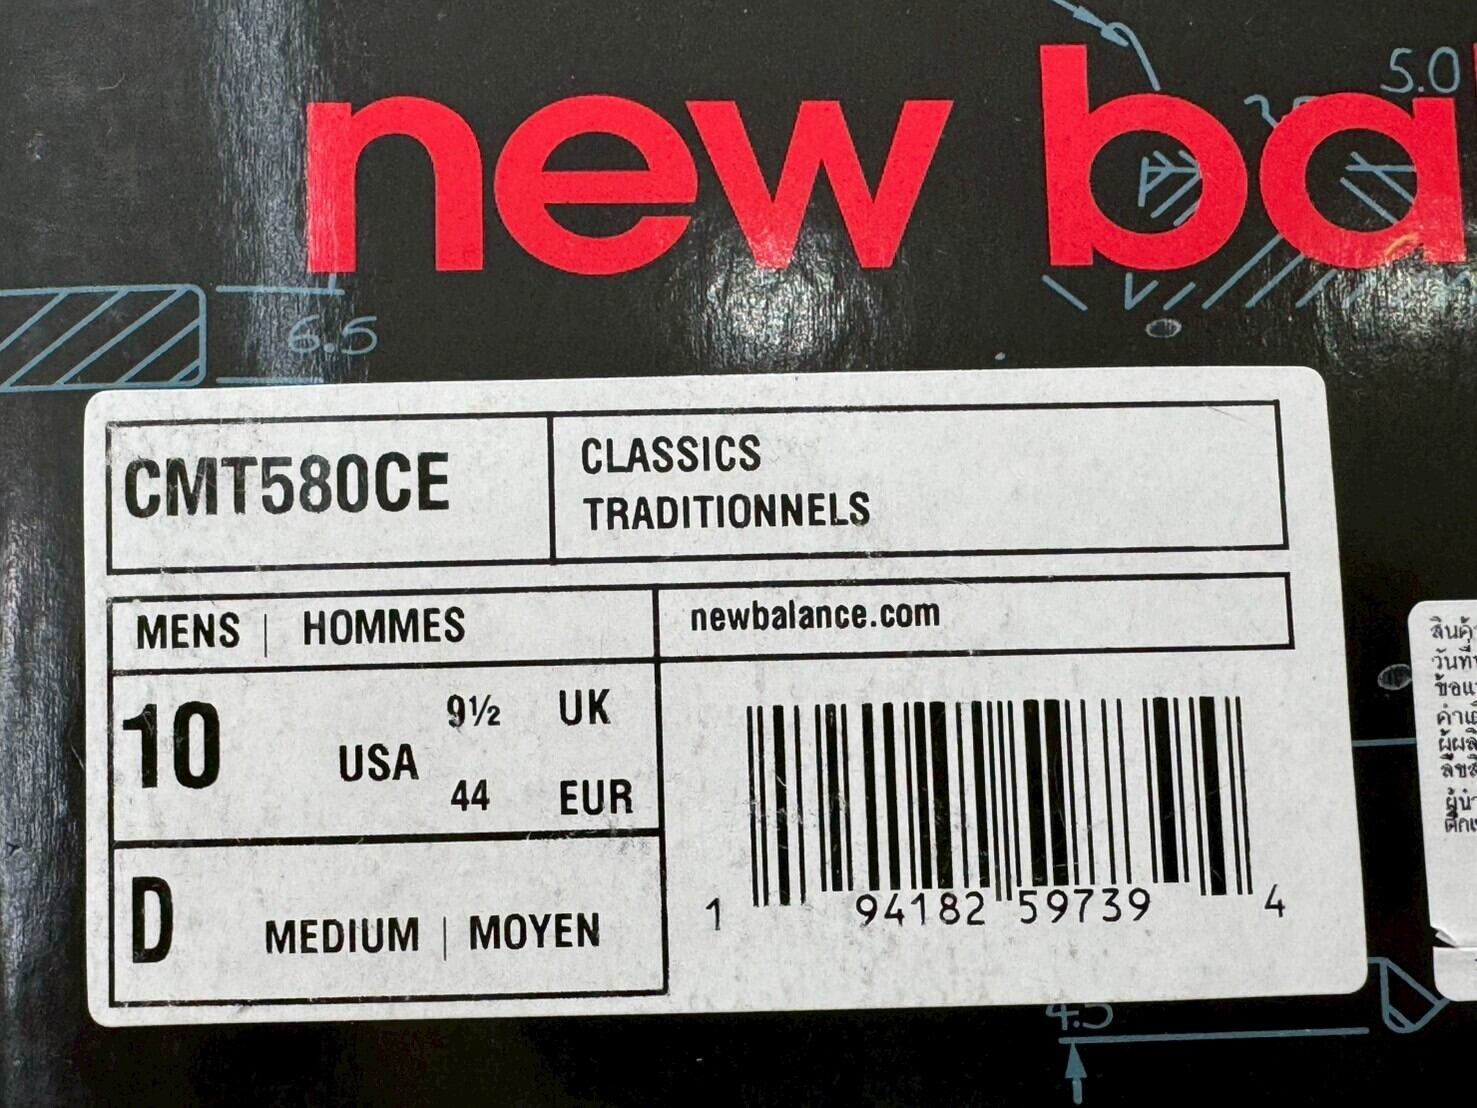 new ba
5.0
6.5
CMT580CE
CLASSICS
TRADITIONNELS
MENS | HOMMES
newbalance.com
10 USA
9½ UK
44 EUR
D MEDIUM | MOYEN
1 94182 59739 4
4.5